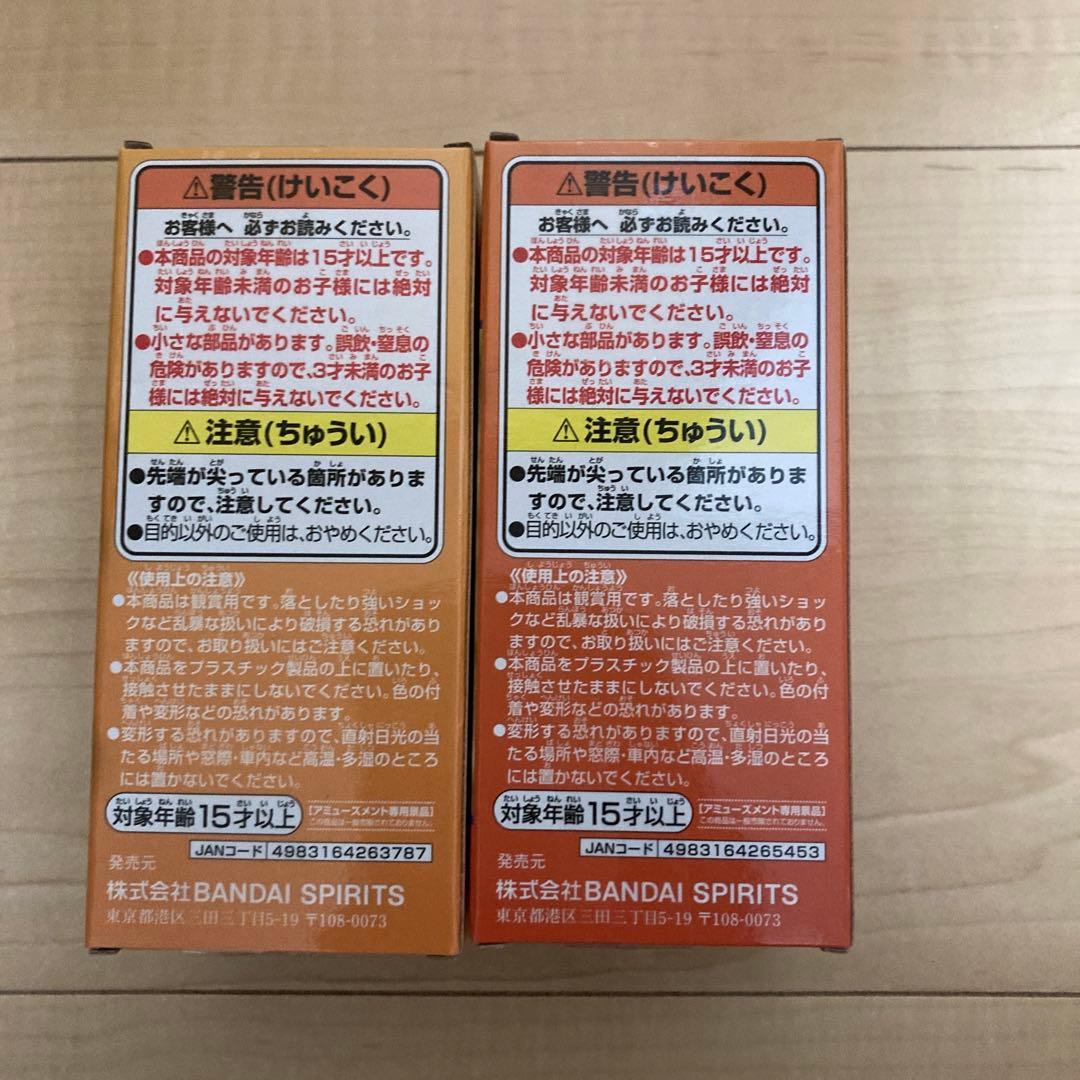 ⚠警告(けいこく)
お客様へ 必ずお読みください。
●本商品の対象年齢は15才以上です。
対象年齢未満のお子様には絶対
に与えないでください。
●小さな部品があります。誤飲・窒息の
危険がありますので、3才未満のお子
様には絶対に与えないでください。
⚠注意(ちゅうい)
●先端が尖っている箇所がありま
すので、注意してください。
●目的以外のご使用は、おやめください。
《使用上の注意》
●本商品は観賞用です。落としたり強いショッ
クなど乱暴な扱いにより破損する恐れがあり
ますので、お取り扱いにはご注意ください。
●本商品をプラスチック製品の上に置いたり、
接触させたままにしないでください。色の付
着や変形などの恐れがあります。
●変形する恐れがありますので、直射日光の当
たる場所や窓際・車内など高温・多湿のところ
には置かないでください。
対象年齢15才以上
[アミューズメント専用景品]
この商品は一般市販されておりません。
JANコード 4983164263787
発売元
株式会社BANDAI SPIRITS
東京都港区三田三丁目5-19 〒108-0073
⚠警告(けいこく)
お客様へ 必ずお読みください。
●本商品の対象年齢は15才以上です。
対象年齢未満のお子様には絶対
に与えないでください。
●小さな部品があります。誤飲・窒息の
危険がありますので、3才未満のお子
様には絶対に与えないでください。
⚠注意(ちゅうい)
●先端が尖っている箇所がありま
すので、注意してください。
●目的以外のご使用は、おやめください。
《使用上の注意》
●本商品は観賞用です。落としたり強いショッ
クなど乱暴な扱いにより破損する恐れがあり
ますので、お取り扱いにはご注意ください。
●本商品をプラスチック製品の上に置いたり、
接触させたままにしないでください。色の付
着や変形などの恐れがあります。
●変形する恐れがありますので、直射日光の当
たる場所や窓際・車内など高温・多湿のところ
には置かないでください。
対象年齢15才以上
[アミューズメント専用景品]
この商品は一般市販されておりません。
JANコード 4983164265453
発売元
株式会社BANDAI SPIRITS
東京都港区三田三丁目5-19 〒108-0073